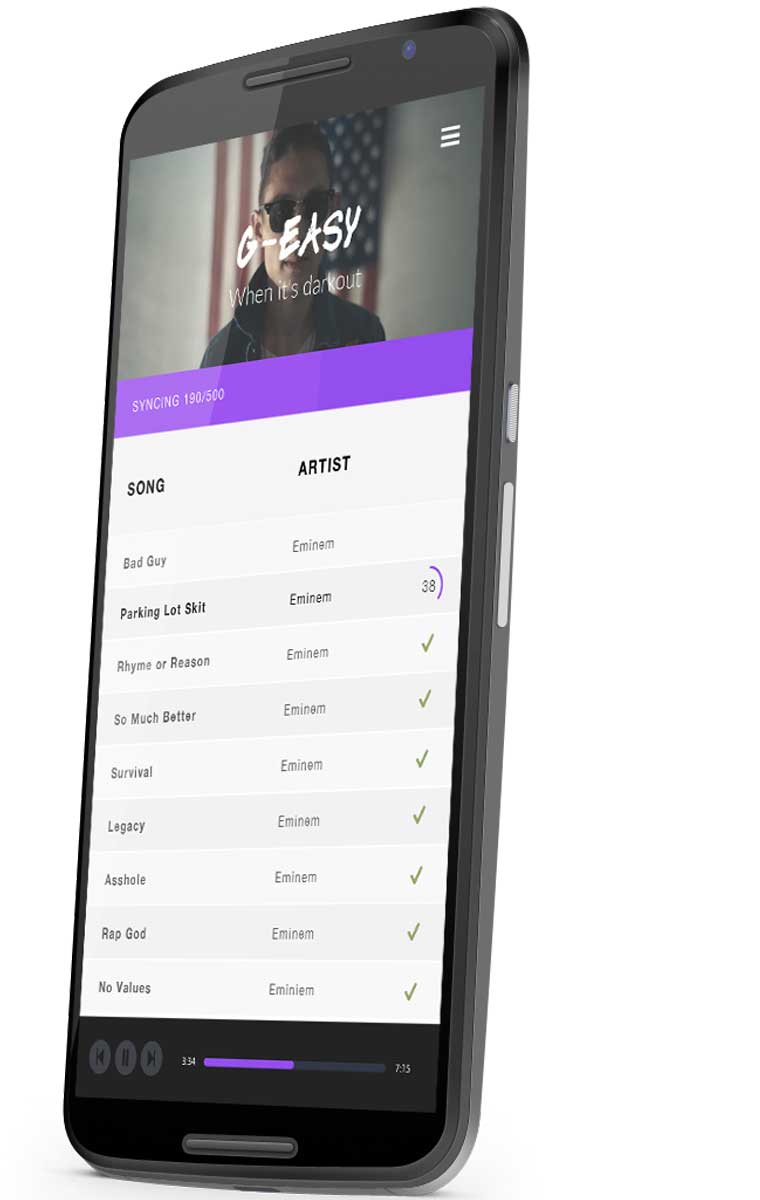 G-EASY
When it's darkout
SYNCING 190/500
SONG ARTIST
Bad Guy Eminem
Parking Lot Skit Eminem 38
Rhyme or Reason Eminem
So Much Better Eminem
Survival Eminem
Legacy Eminem
Asshole Eminem
Rap God Eminem
No Values Eminiem
3:34 7:15